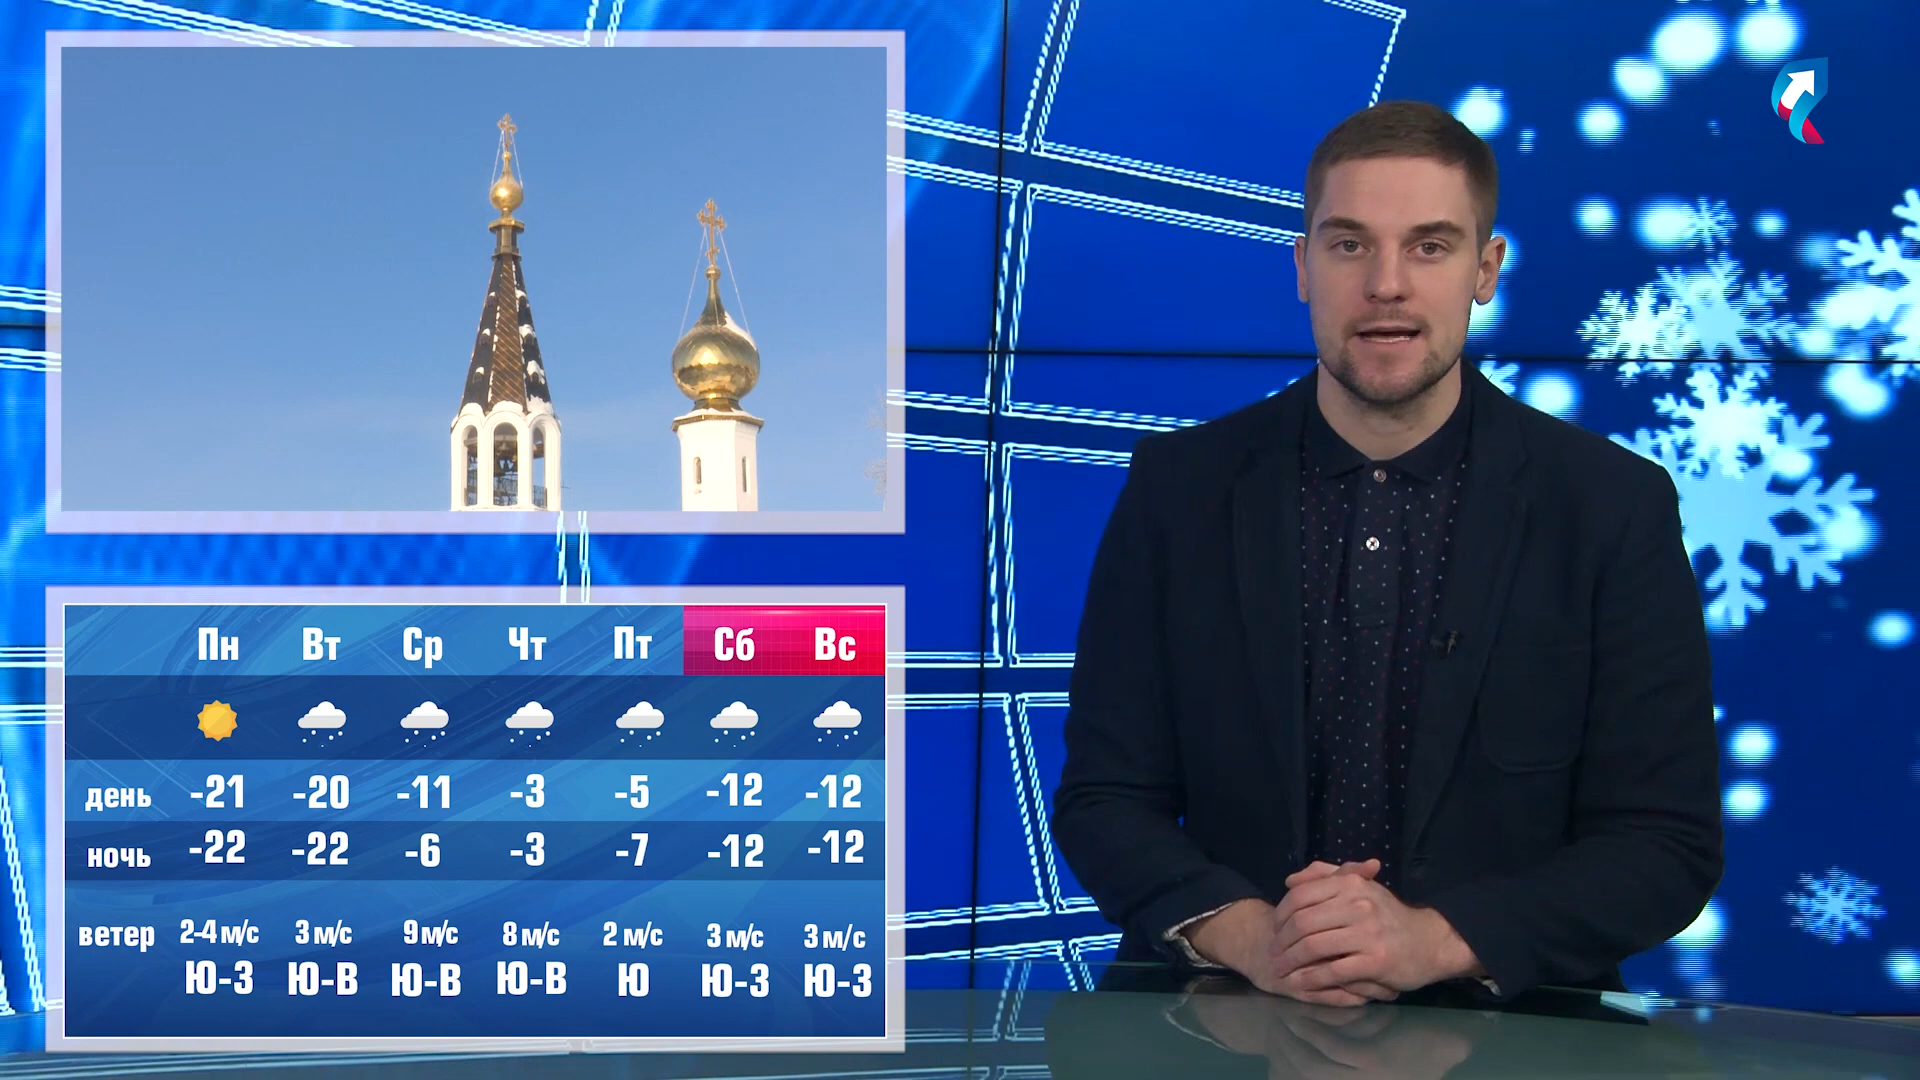 Пн Вт Ср Чт Пт Сб Вс
день -21 -20 -11 -3 -5 -12 -12
ночь -22 -22 -6 -3 -7 -12 -12
ветер 2-4 м/с 3 м/с 9 м/с 8 м/с 2 м/с 3 м/с 3 м/с
Ю-З Ю-В Ю-В Ю-В Ю Ю-З Ю-З